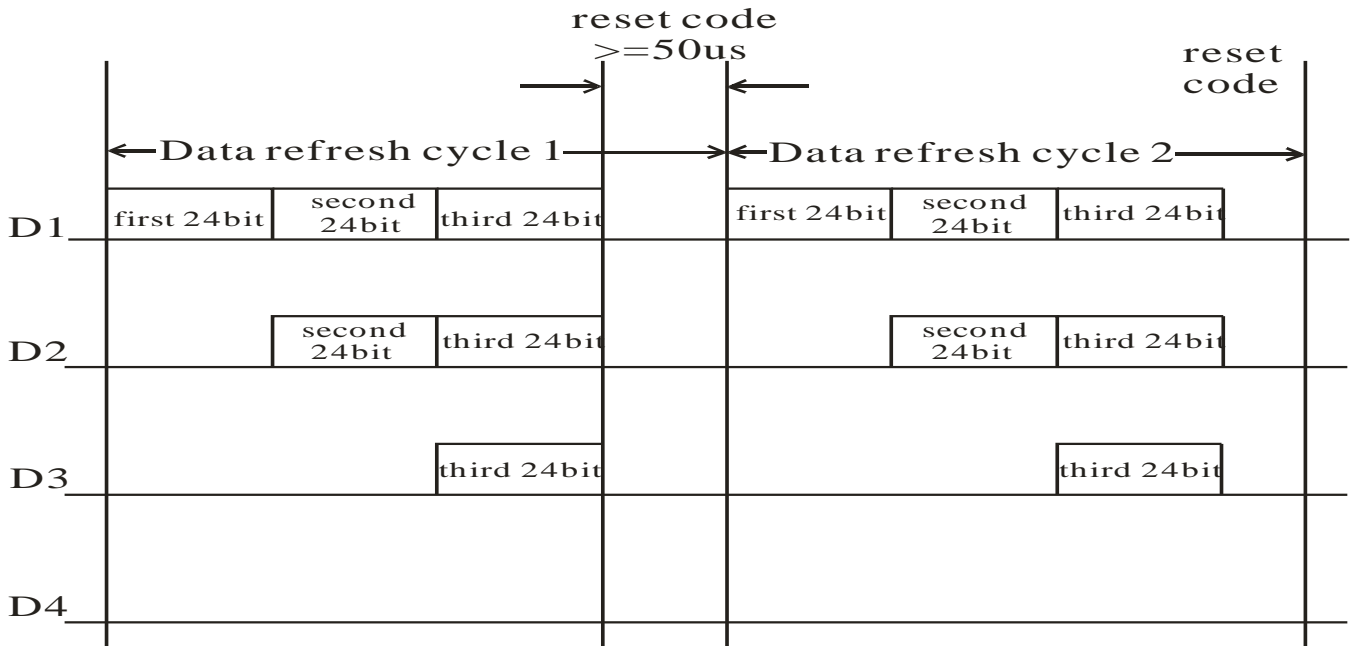 reset code
>=50us
reset
code
Data refresh cycle 1
Data refresh cycle 2
D1
first 24bit
second
24bit
third 24bit
first 24bit
second
24bit
third 24bit
D2
second
24bit
third 24bit
second
24bit
third 24bit
D3
third 24bit
third 24bit
D4